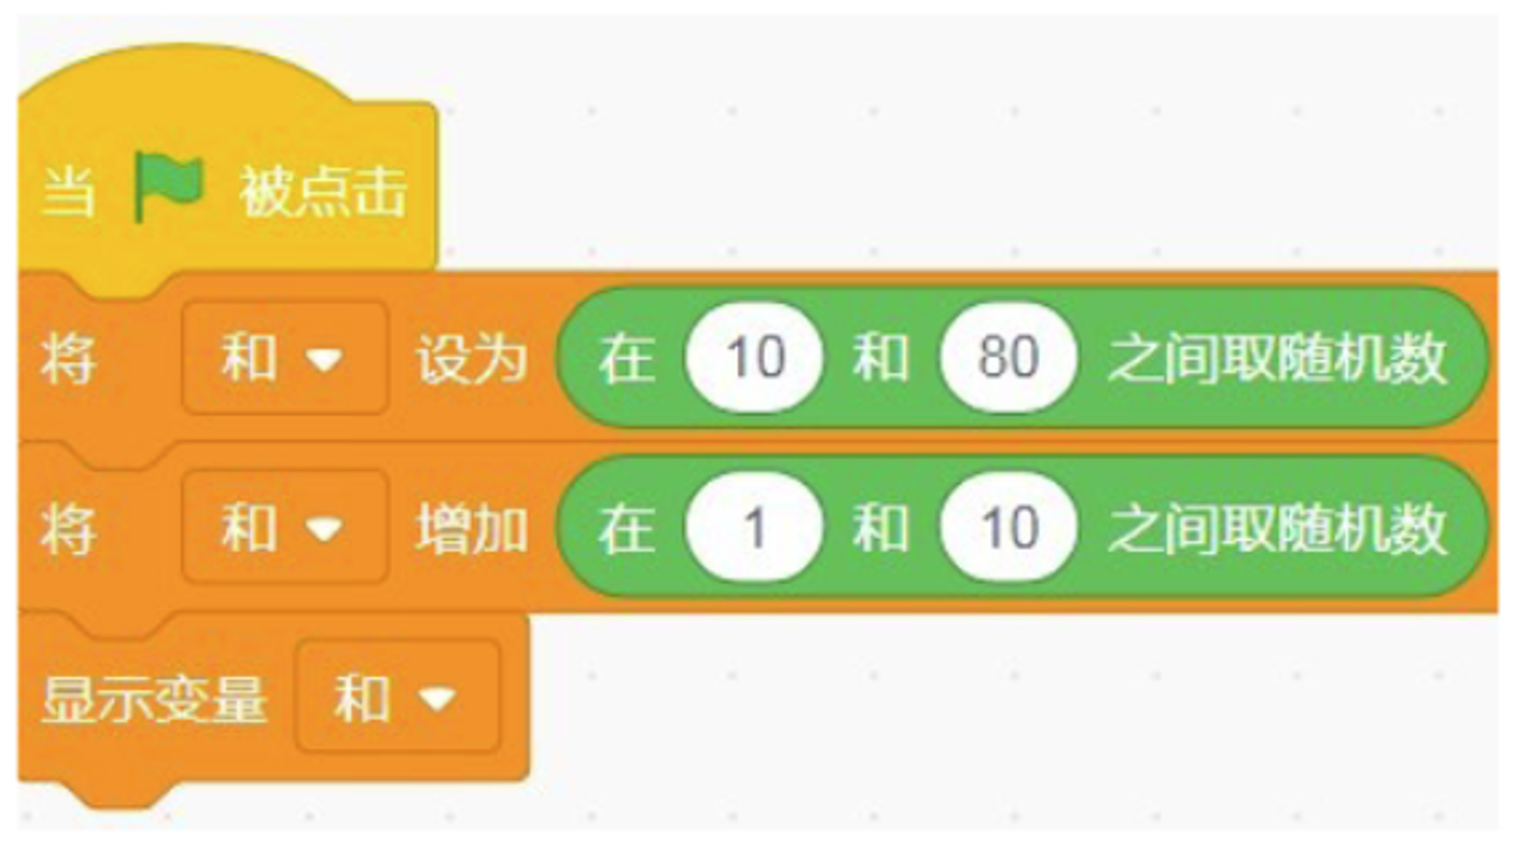 当 被点击
将 和 设为 在 10 和 80 之间取随机数
将 和 增加 在 1 和 10 之间取随机数
显示变量 和